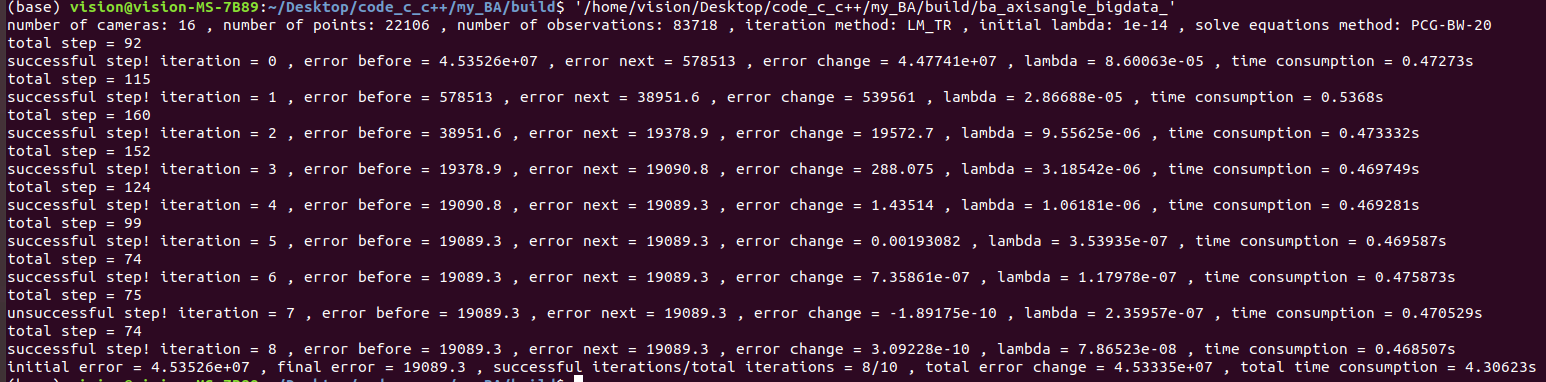 (base) vision@vision-MS-7B89:~/Desktop/code_c_c++/my_BA/build$ '/home/vision/Desktop/code_c_c++/my_BA/build/ba_axisangle_bigdata_'
number of cameras: 16 , number of points: 22106 , number of observations: 83718 , iteration method: LM_TR , initial lambda: 1e-14 , solve equations method: PCG-BW-20
total step = 92
successful step! iteration = 0 , error before = 4.53526e+07 , error next = 578513 , error change = 4.47741e+07 , lambda = 8.60063e-05 , time consumption = 0.47273s
total step = 115
successful step! iteration = 1 , error before = 578513 , error next = 38951.6 , error change = 539561 , lambda = 2.86688e-05 , time consumption = 0.5368s
total step = 160
successful step! iteration = 2 , error before = 38951.6 , error next = 19378.9 , error change = 19572.7 , lambda = 9.55625e-06 , time consumption = 0.473332s
total step = 152
successful step! iteration = 3 , error before = 19378.9 , error next = 19090.8 , error change = 288.075 , lambda = 3.18542e-06 , time consumption = 0.469749s
total step = 124
successful step! iteration = 4 , error before = 19090.8 , error next = 19089.3 , error change = 1.43514 , lambda = 1.06181e-06 , time consumption = 0.469281s
total step = 99
successful step! iteration = 5 , error before = 19089.3 , error next = 19089.3 , error change = 0.00193082 , lambda = 3.53935e-07 , time consumption = 0.469587s
total step = 74
successful step! iteration = 6 , error before = 19089.3 , error next = 19089.3 , error change = 7.35861e-07 , lambda = 1.17978e-07 , time consumption = 0.475873s
total step = 75
unsuccessful step! iteration = 7 , error before = 19089.3 , error next = 19089.3 , error change = -1.89175e-10 , lambda = 2.35957e-07 , time consumption = 0.470529s
total step = 74
successful step! iteration = 8 , error before = 19089.3 , error next = 19089.3 , error change = 3.09228e-10 , lambda = 7.86523e-08 , time consumption = 0.468507s
initial error = 4.53526e+07 , final error = 19089.3 , successful iterations/total iterations = 8/10 , total error change = 4.53335e+07 , total time consumption = 4.30623s